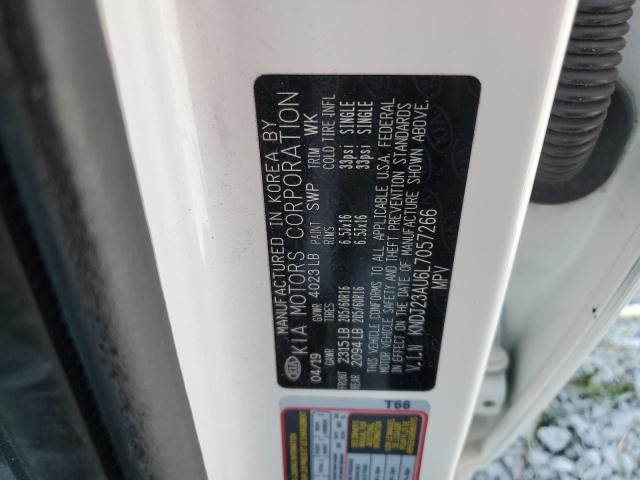 MANUFACTURED IN KOREA BY
KIA KIA MOTORS CORPORATION
04/19 GVWR 4023 LB PAINT SWP TRIM WK
GAWR TIRES RIMS COLD TIRE INFL
FRONT 2315 LB 205/60R16 6.5Jx16 33psi SINGLE
REAR 2094 LB 205/60R16 6.5Jx16 33psi SINGLE
THIS VEHICLE CONFORMS TO ALL APPLICABLE U.S.A. FEDERAL
MOTOR VEHICLE SAFETY AND THEFT PREVENTION STANDARDS
IN EFFECT ON THE DATE OF MANUFACTURE SHOWN ABOVE.
V.I.N KNDJ23AU6L7057266
MPV
T66